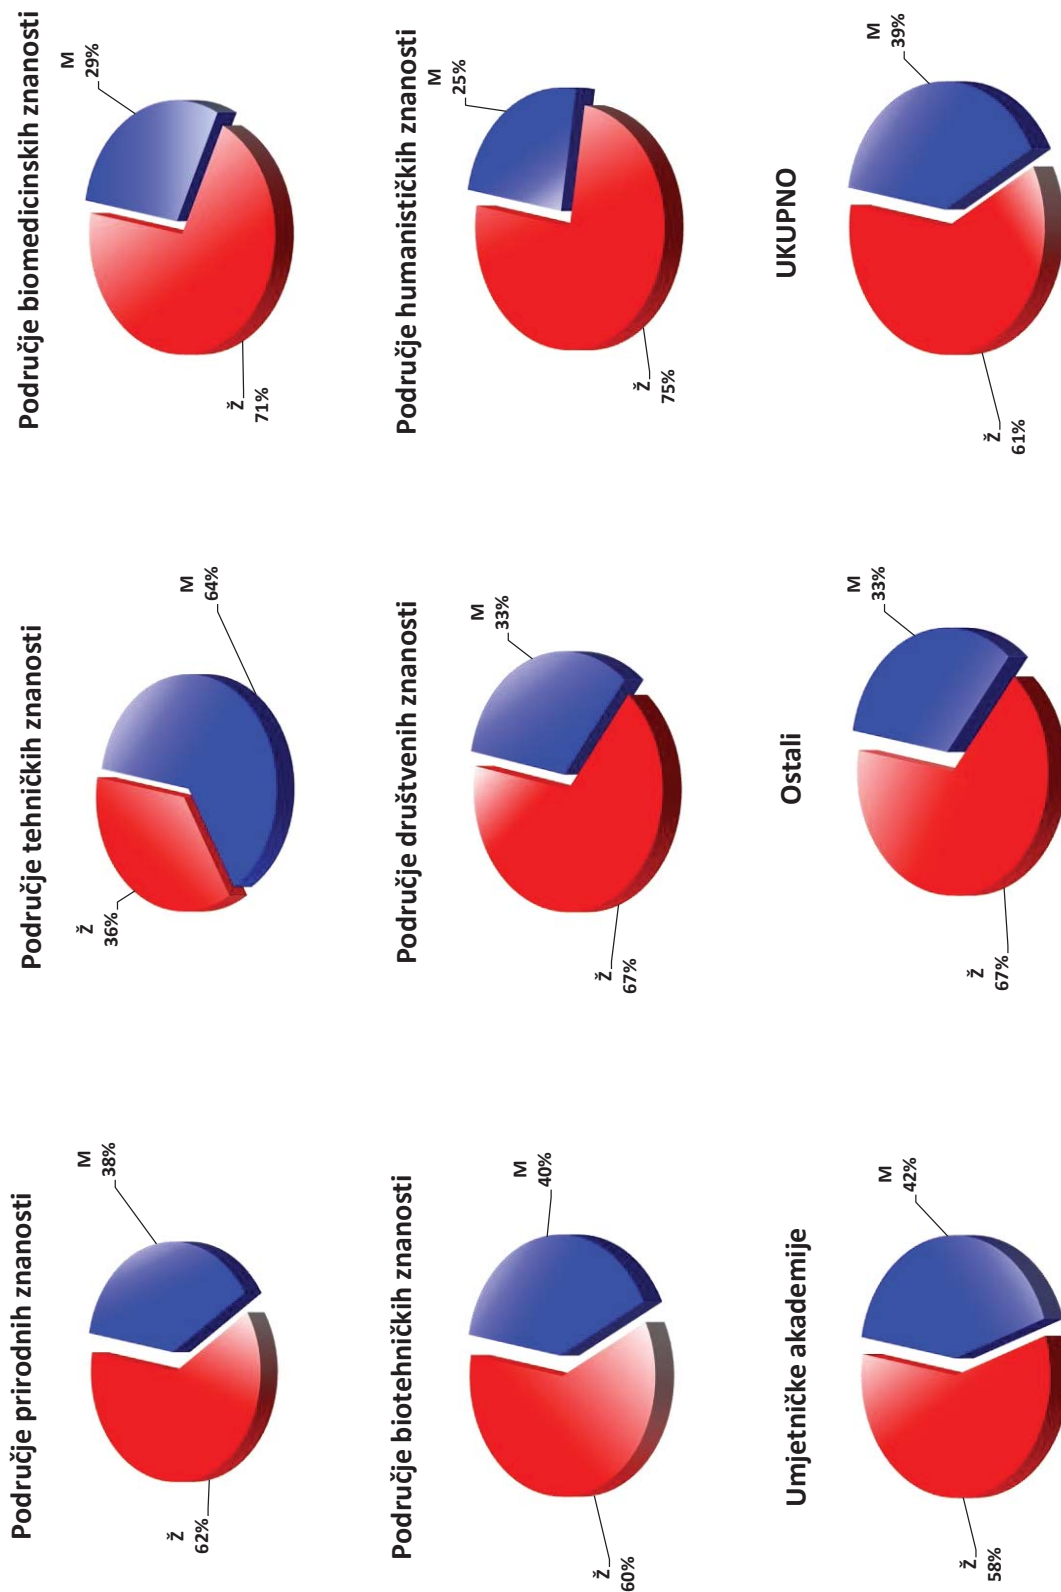 Područje prirodnih znanosti
M
38%
Ž
62%
Područje tehničkih znanosti
M
64%
Ž
36%
Područje biomedicinskih znanosti
M
29%
Ž
71%
Područje biotehničkih znanosti
M
40%
Ž
60%
Područje društvenih znanosti
M
33%
Ž
67%
Područje humanističkih znanosti
M
25%
Ž
75%
Umjetničke akademije
M
42%
Ž
58%
Ostali
M
33%
Ž
67%
UKUPNO
M
39%
Ž
61%